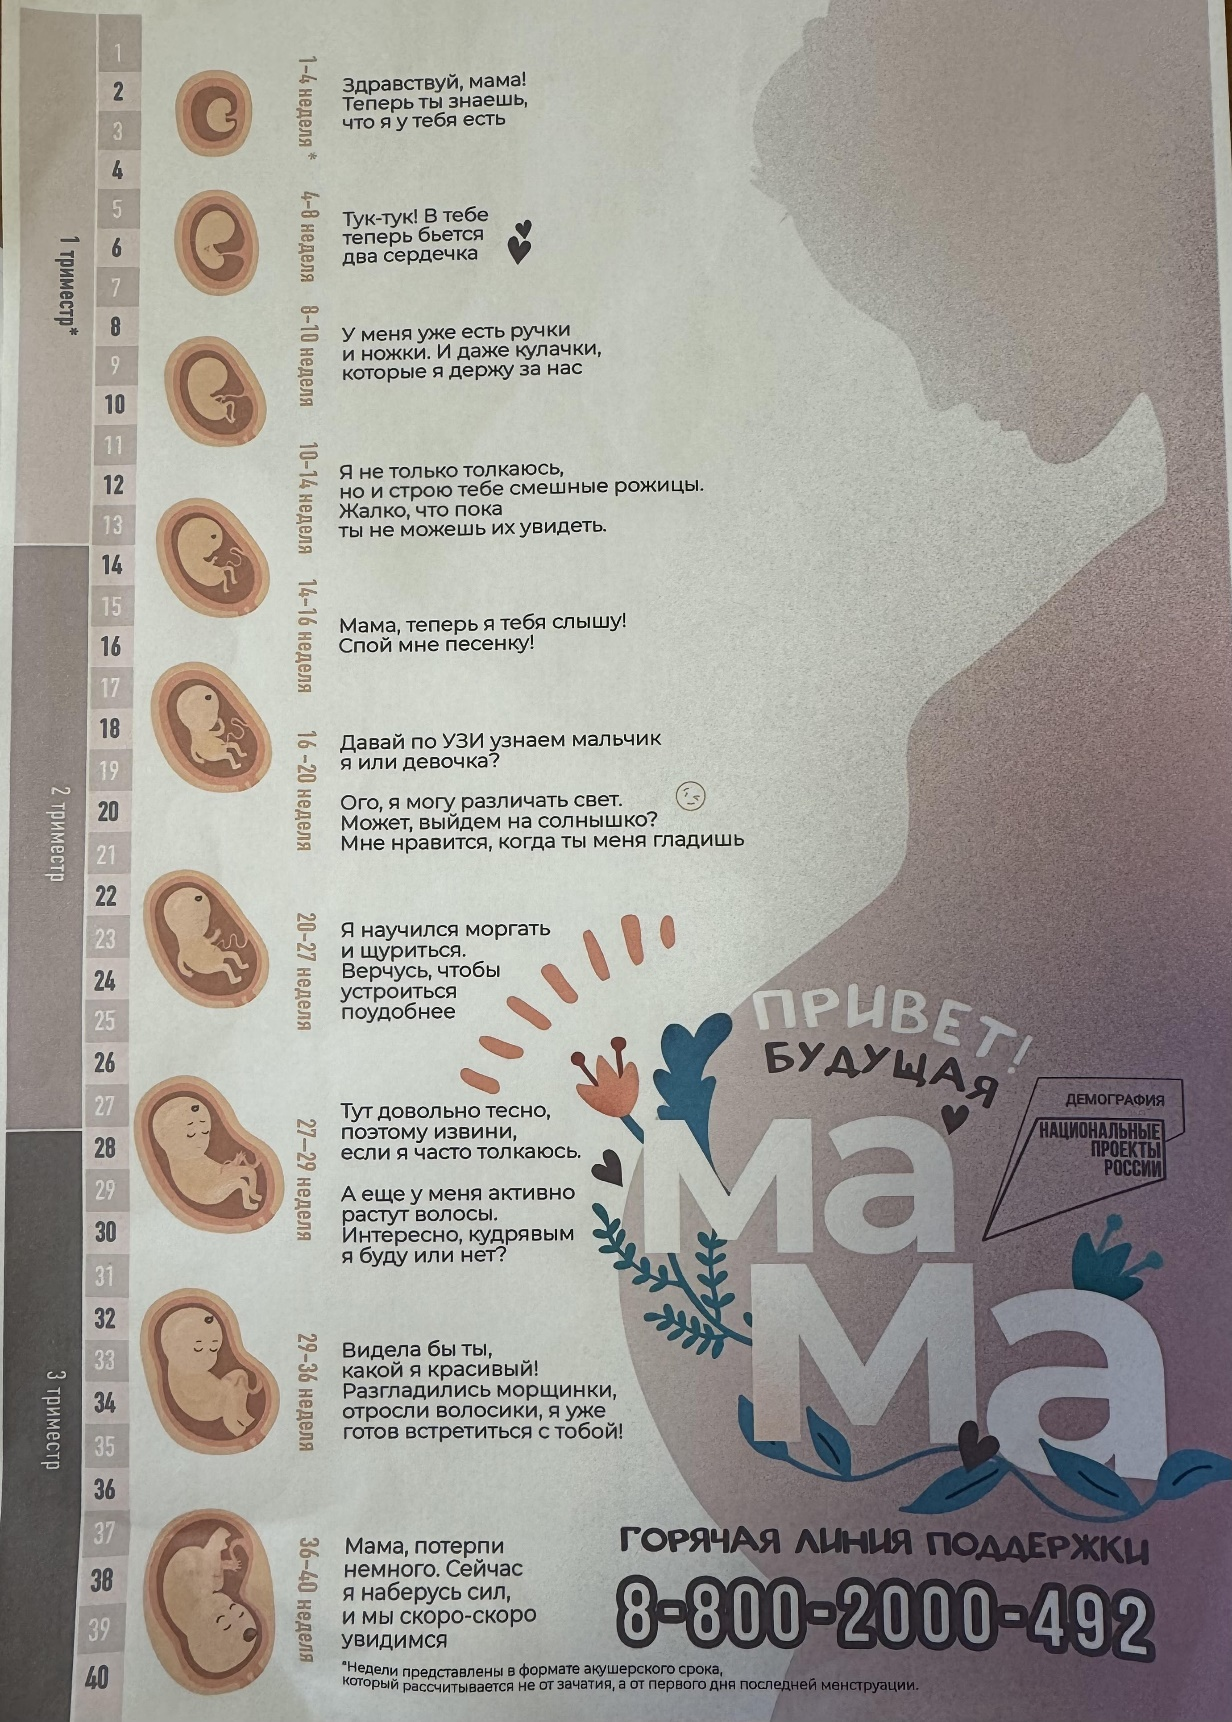 1
2
3
4
5
6
7
8
9
10
11
12
13
14
15
16
17
18
19
20
21
22
23
24
25
26
27
28
29
30
31
32
33
34
35
36
37
38
39
40
1 триместр*
2 триместр
3 триместр
1-4 неделя *
Здравствуй, мама!
Теперь ты знаешь,
что я у тебя есть
4-8 неделя
Тук-тук! В тебе
теперь бьется
два сердечка
8-10 неделя
У меня уже есть ручки
и ножки. И даже кулачки,
которые я держу за нас
10-14 неделя
Я не только толкаюсь,
но и строю тебе смешные рожицы.
Жалко, что пока
ты не можешь их увидеть.
14-16 неделя
Мама, теперь я тебя слышу!
Спой мне песенку!
16 -20 неделя
Давай по УЗИ узнаем мальчик
я или девочка?
Ого, я могу различать свет.
Может, выйдем на солнышко?
Мне нравится, когда ты меня гладишь
20-27 неделя
Я научился моргать
и щуриться.
Верчусь, чтобы
устроиться
поудобнее
27-29 неделя
Тут довольно тесно,
поэтому извини,
если я часто толкаюсь.
А еще у меня активно
растут волосы.
Интересно, кудрявым
я буду или нет?
29-36 неделя
Видела бы ты,
какой я красивый!
Разгладились морщинки,
отросли волосики, я уже
готов встретиться с тобой!
36-40 неделя
Мама, потерпи
немного. Сейчас
я наберусь сил,
и мы скоро-скоро
увидимся
*Недели представлены в формате акушерского срока,
который рассчитывается не от зачатия, а от первого дня последней менструации.
ПРИВЕТ!
БУДУЩАЯ
ма
ма
ДЕМОГРАФИЯ
НАЦИОНАЛЬНЫЕ
ПРОЕКТЫ
РОССИИ
ГОРЯЧАЯ ЛИНИЯ ПОДДЕРЖКИ
8-800-2000-492